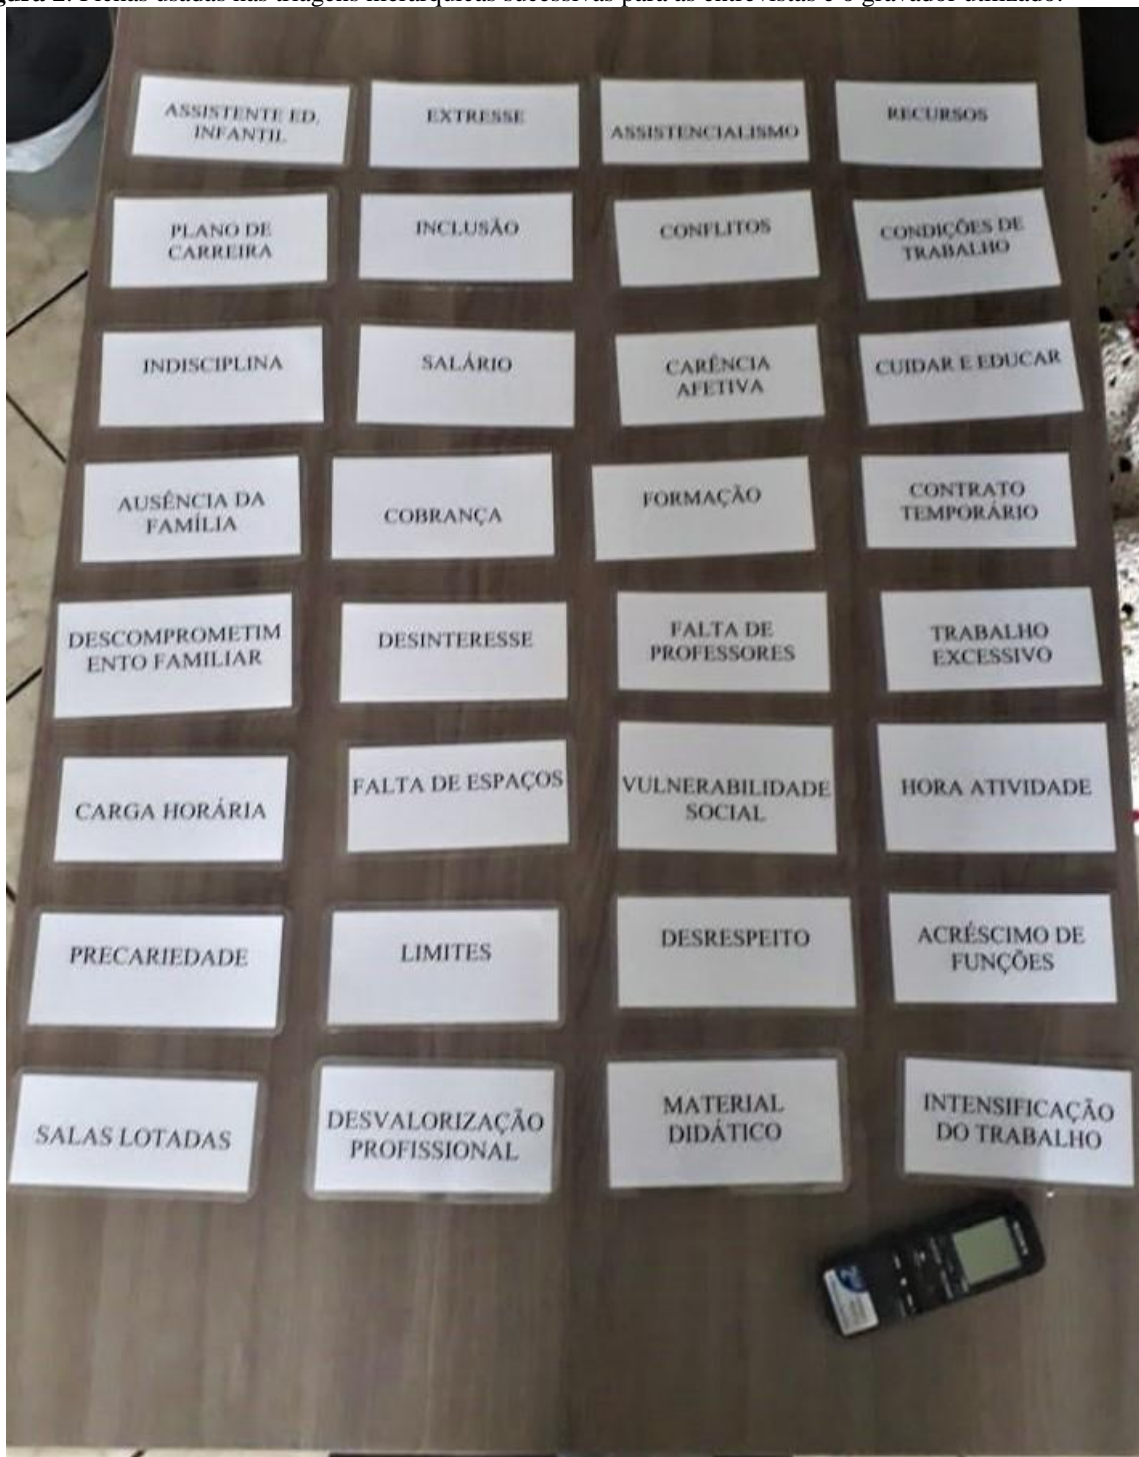 ASSISTENTE ED.
INFANTIL
EXTRESSE
ASSISTENCIALISMO
RECURSOS
PLANO DE
CARREIRA
INCLUSÃO
CONFLITOS
CONDIÇÕES DE
TRABALHO
INDISCIPLINA
SALÁRIO
CARÊNCIA
AFETIVA
CUIDAR E EDUCAR
AUSÊNCIA DA
FAMÍLIA
COBRANÇA
FORMAÇÃO
CONTRATO
TEMPORÁRIO
DESCOMPROMETIM
ENTO FAMILIAR
DESINTERESSE
FALTA DE
PROFESSORES
TRABALHO
EXCESSIVO
CARGA HORÁRIA
FALTA DE ESPAÇOS
VULNERABILIDADE
SOCIAL
HORA ATIVIDADE
PRECARIEDADE
LIMITES
DESRESPEITO
ACRÉSCIMO DE
FUNÇÕES
SALAS LOTADAS
DESVALORIZAÇÃO
PROFISSIONAL
MATERIAL
DIDÁTICO
INTENSIFICAÇÃO
DO TRABALHO